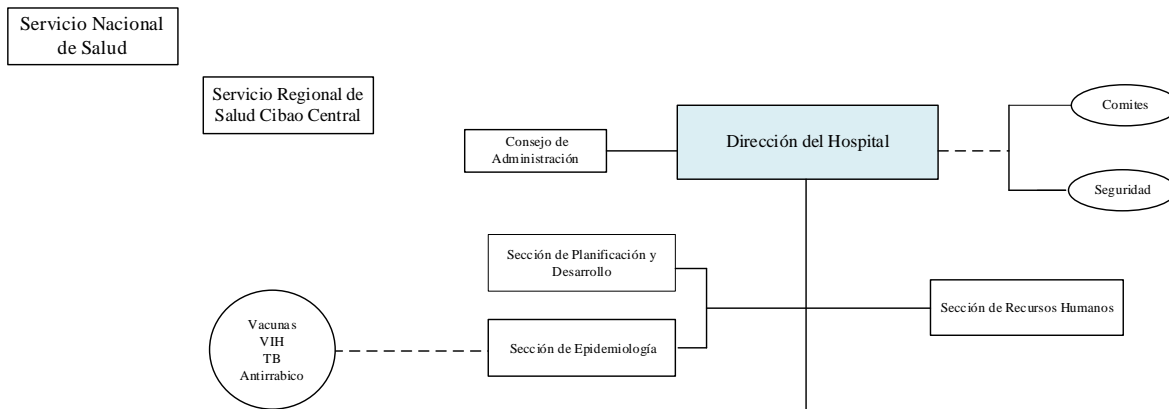 Servicio Nacional
de Salud
Servicio Regional de
Salud Cibao Central
Consejo de
Administración
Dirección del Hospital
Comites
Seguridad
Sección de Planificación y
Desarrollo
Sección de Recursos Humanos
Vacunas
VIH
TB
Antirrabico
Sección de Epidemiología